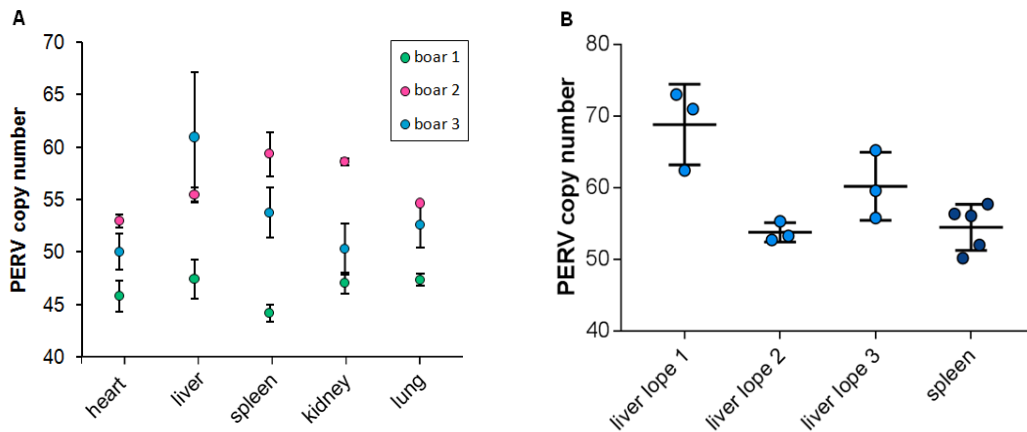 A
PERV copy number
70
65
60
55
50
45
40
boar 1
boar 2
boar 3
heart
liver
spleen
kidney
lung
B
PERV copy number
80
70
60
50
40
liver lope 1
liver lope 2
liver lope 3
spleen